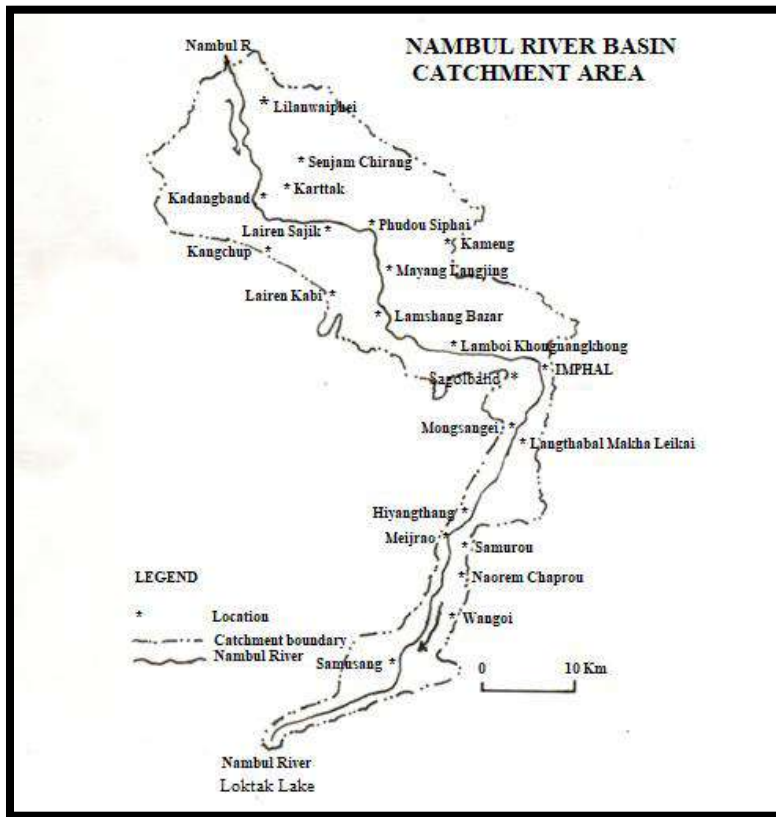 Nambul R.
NAMBUL RIVER BASIN
CATCHMENT AREA
* Lilanwaiphei
* Senjam Chirang
* Karttak
Kadangband *
* Phudou Siphai
Lairen Sajik *
* Kameng
Kangchup *
* Mayang Langjing
Lairen Kabi *
* Lamshang Bazar
* Lamboi Khongnangkhong
* IMPHAL
Sagolband *
Mongsangei *
* Langthabal Makha Leikai
Hiyangthang *
Meijrao *
* Samurou
LEGEND
* Naorem Chaprou
* Location
* Wangoi
Catchment boundary
Nambul River
Samusang *
0 10 Km
Nambul River
Loktak Lake